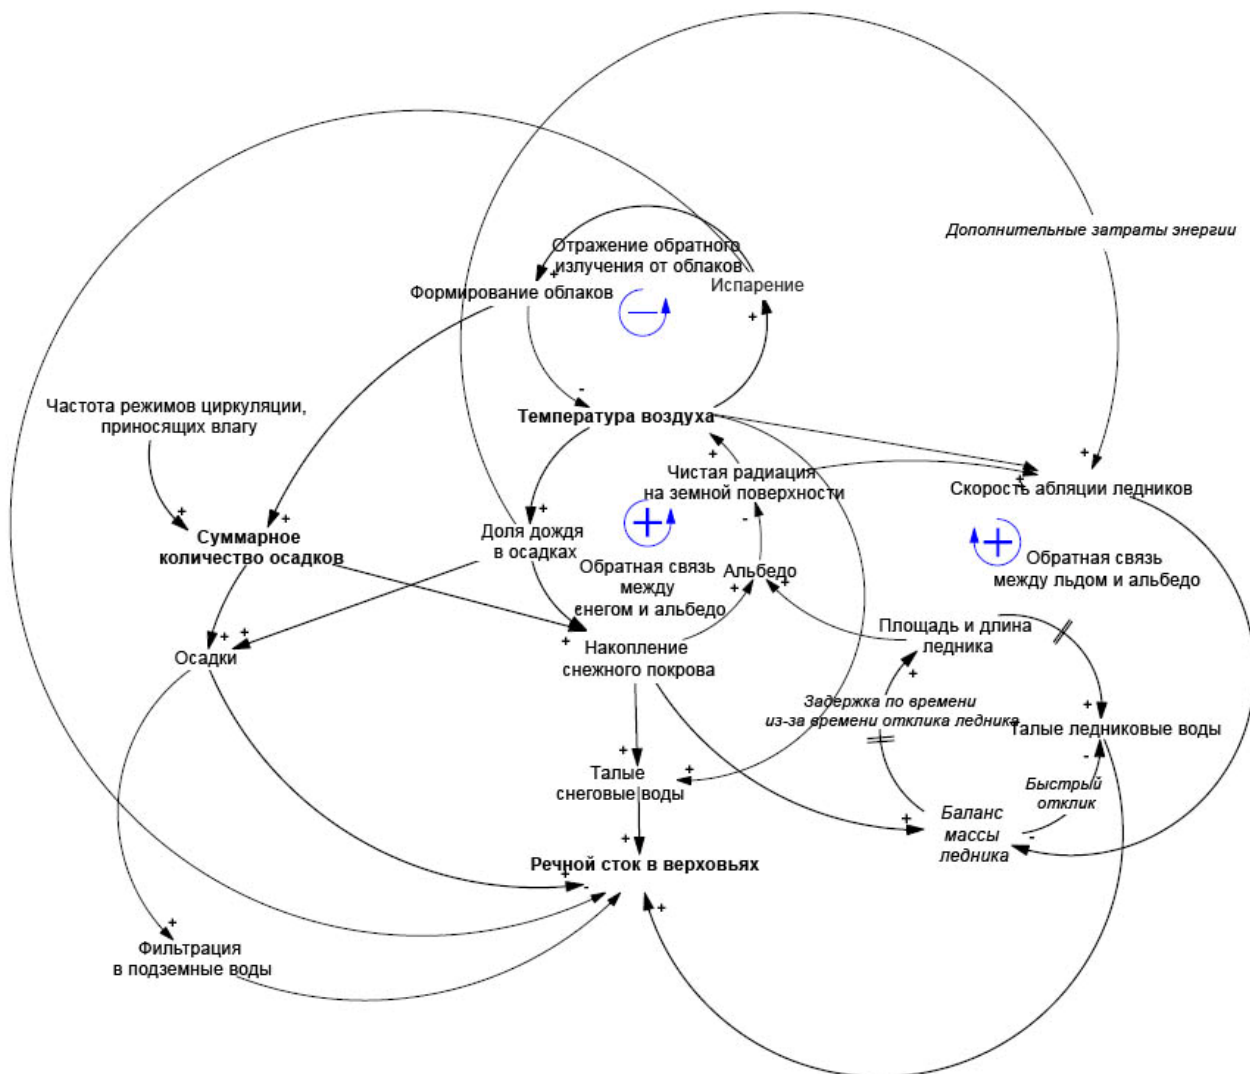 Дополнительные затраты энергии
Отражение обратного
излучения от облаков
Испарение
Формирование облаков
+
+
-
Частота режимов циркуляции,
приносящих влагу
Температура воздуха
+
+
Чистая радиация
на земной поверхности
Скорость абляции ледников
+
+
+
+
+
-
Суммарное
количество осадков
Доля дождя
в осадках
Обратная связь
между
снегом и альбедо
Альбедо
+
+
Обратная связь
между льдом и альбедо
Площадь и длина
ледника
+
+
+
Осадки
Накопление
снежного покрова
+
Задержка по времени
из-за времени отклика ледника
+
Талые ледниковые воды
-
+
+
Талые
снеговые воды
Быстрый
отклик
+
+
-
Баланс
массы
ледника
Речной сток в верховьях
+
-
+
+
Фильтрация
в подземные воды